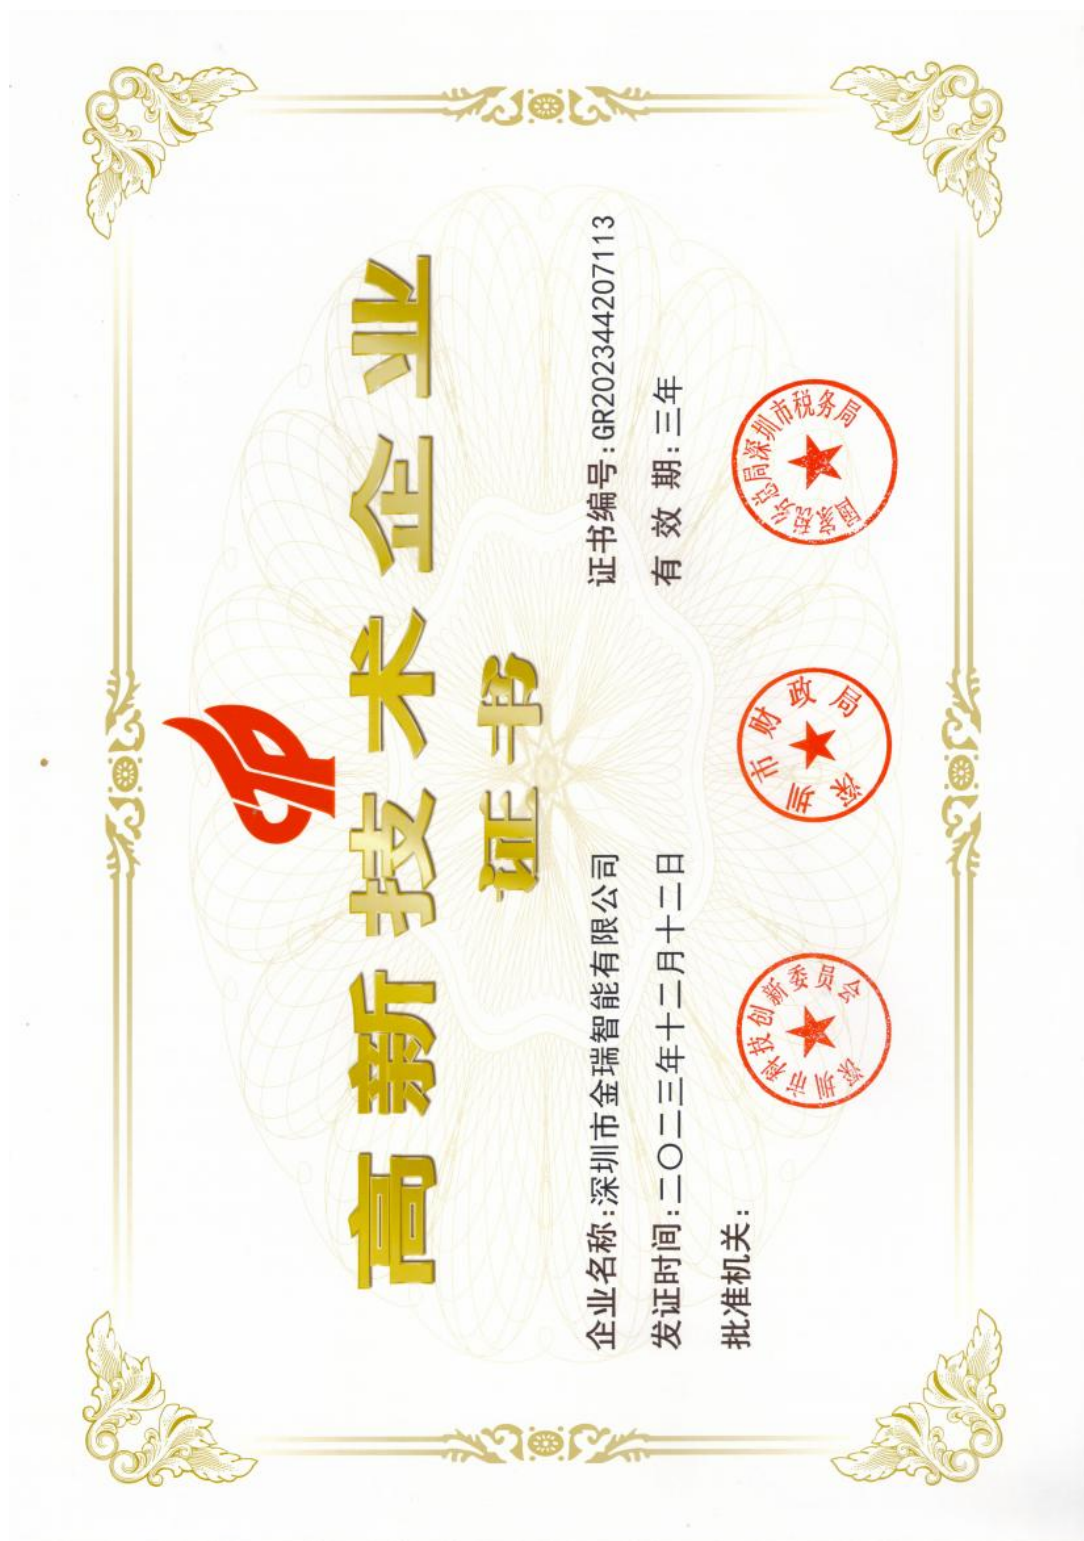 高新技术企业
证书
企业名称:深圳市金瑞智能有限公司
证书编号:GR202344207113
发证时间:二〇二三年十二月十二日
有效期:三年
批准机关:
深圳市科技创新委员会
深圳市财政局
国家税务总局深圳市税务局